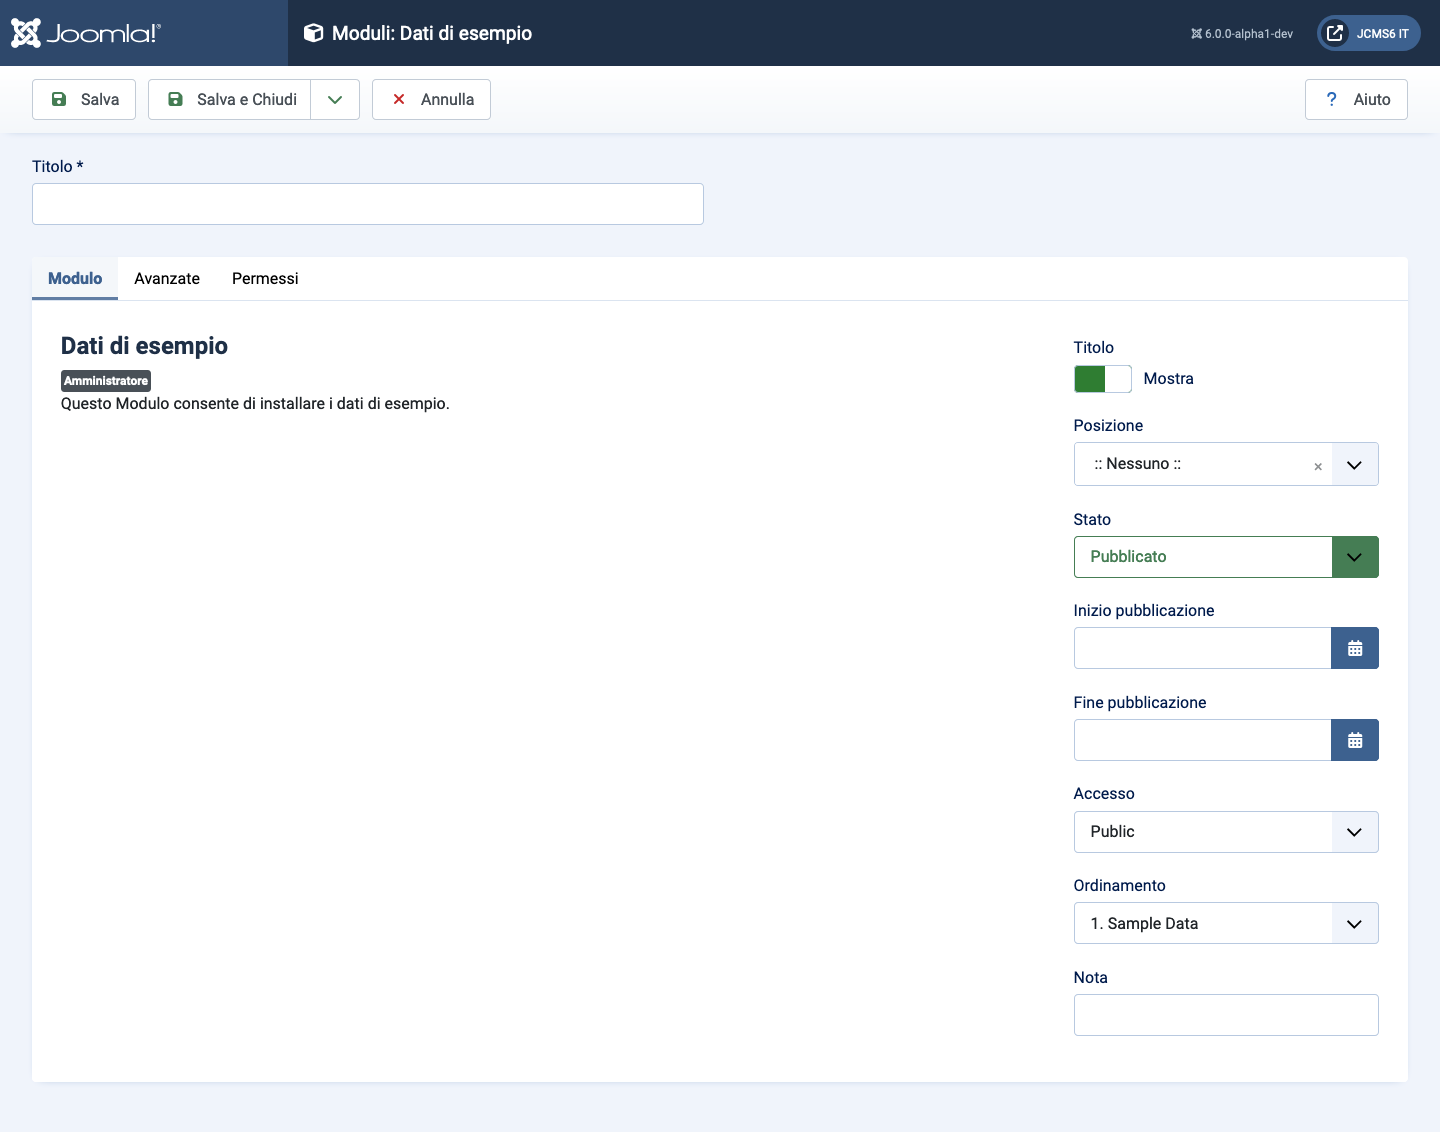 Joomla!®
Moduli: Dati di esempio
6.0.0-alpha1-dev
JCMS6 IT
Salva
Salva e Chiudi
Annulla
? Aiuto
Titolo *
Modulo
Avanzate
Permessi
Dati di esempio
Amministratore
Questo Modulo consente di installare i dati di esempio.
Titolo
Mostra
Posizione
:: Nessuno ::
×
Stato
Pubblicato
Inizio pubblicazione
Fine pubblicazione
Accesso
Public
Ordinamento
1. Sample Data
Nota